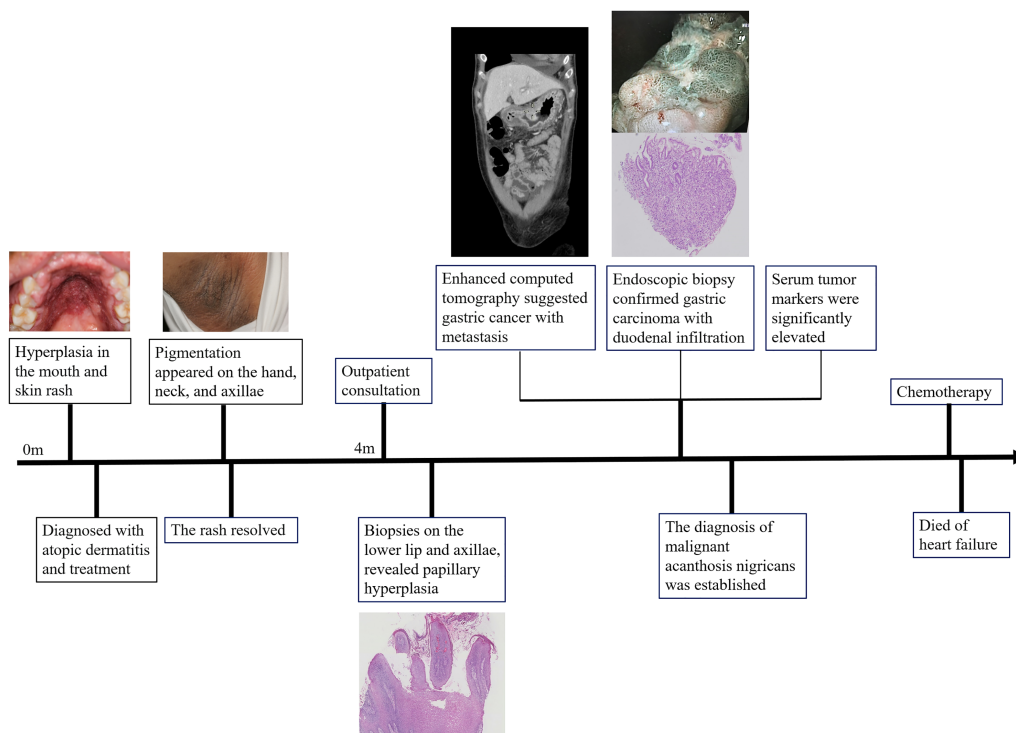 Enhanced computed
tomography suggested
gastric cancer with
metastasis
Endoscopic biopsy
confirmed gastric
carcinoma with
duodenal infiltration
Serum tumor
markers were
significantly
elevated
Hyperplasia in
the mouth and
skin rash
Pigmentation
appeared on the hand,
neck, and axillae
Outpatient
consultation
Chemotherapy
0m
4m
Diagnosed with
atopic dermatitis
and treatment
The rash resolved
Biopsies on the
lower lip and axillae,
revealed papillary
hyperplasia
The diagnosis of
malignant
acanthosis nigricans
was established
Died of
heart failure